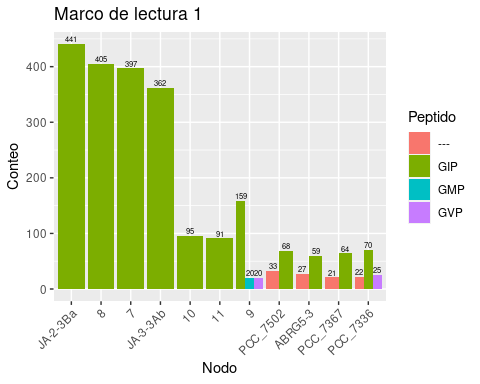 Marco de lectura 1
Conteo
400
300
200
100
0
441
405
397
362
95
91
159
20
20
33
68
27
59
21
64
22
70
25
JA-2-3Ba
8
7
JA-3-3Ab
10
11
9
PCC_7502
ABRG5-3
PCC_7367
PCC_7336
Nodo
Peptido
---
GIP
GMP
GVP